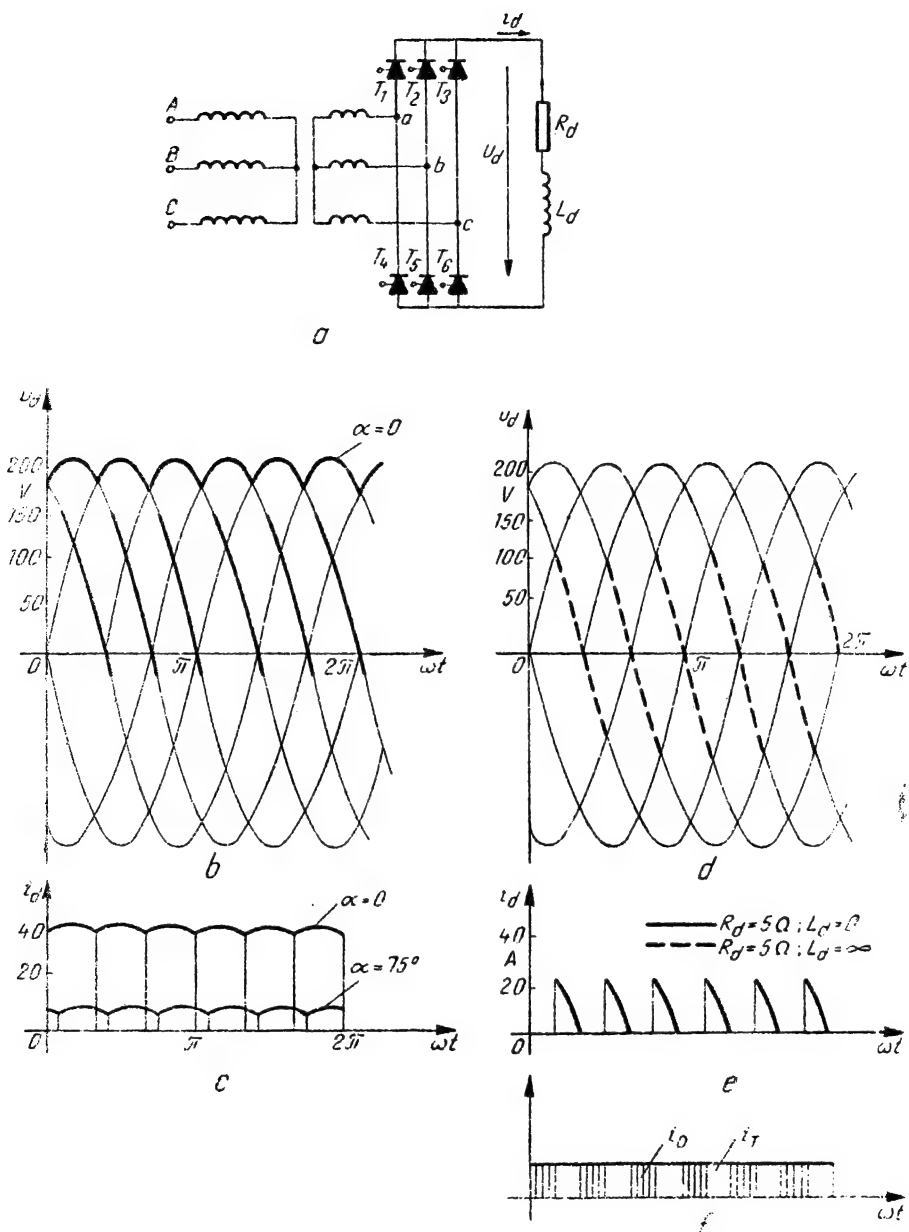 i_d
T_1 T_2 T_3
A
a
R_d
B
U_d
b
C
c
L_d
T_4 T_5 T_6
a
u_d
α=0
200
V
150
100
50
0
π
2π
ωt
b
u_d
200
V
150
100
50
0
π
2π
ωt
d
i_d
α=0
40
20
α=75°
0
π
2π
ωt
c
i_d
R_d=5Ω; L_d=0
R_d=5Ω; L_d=∞
40
A
20
0
ωt
e
i_0
i_T
ωt
f